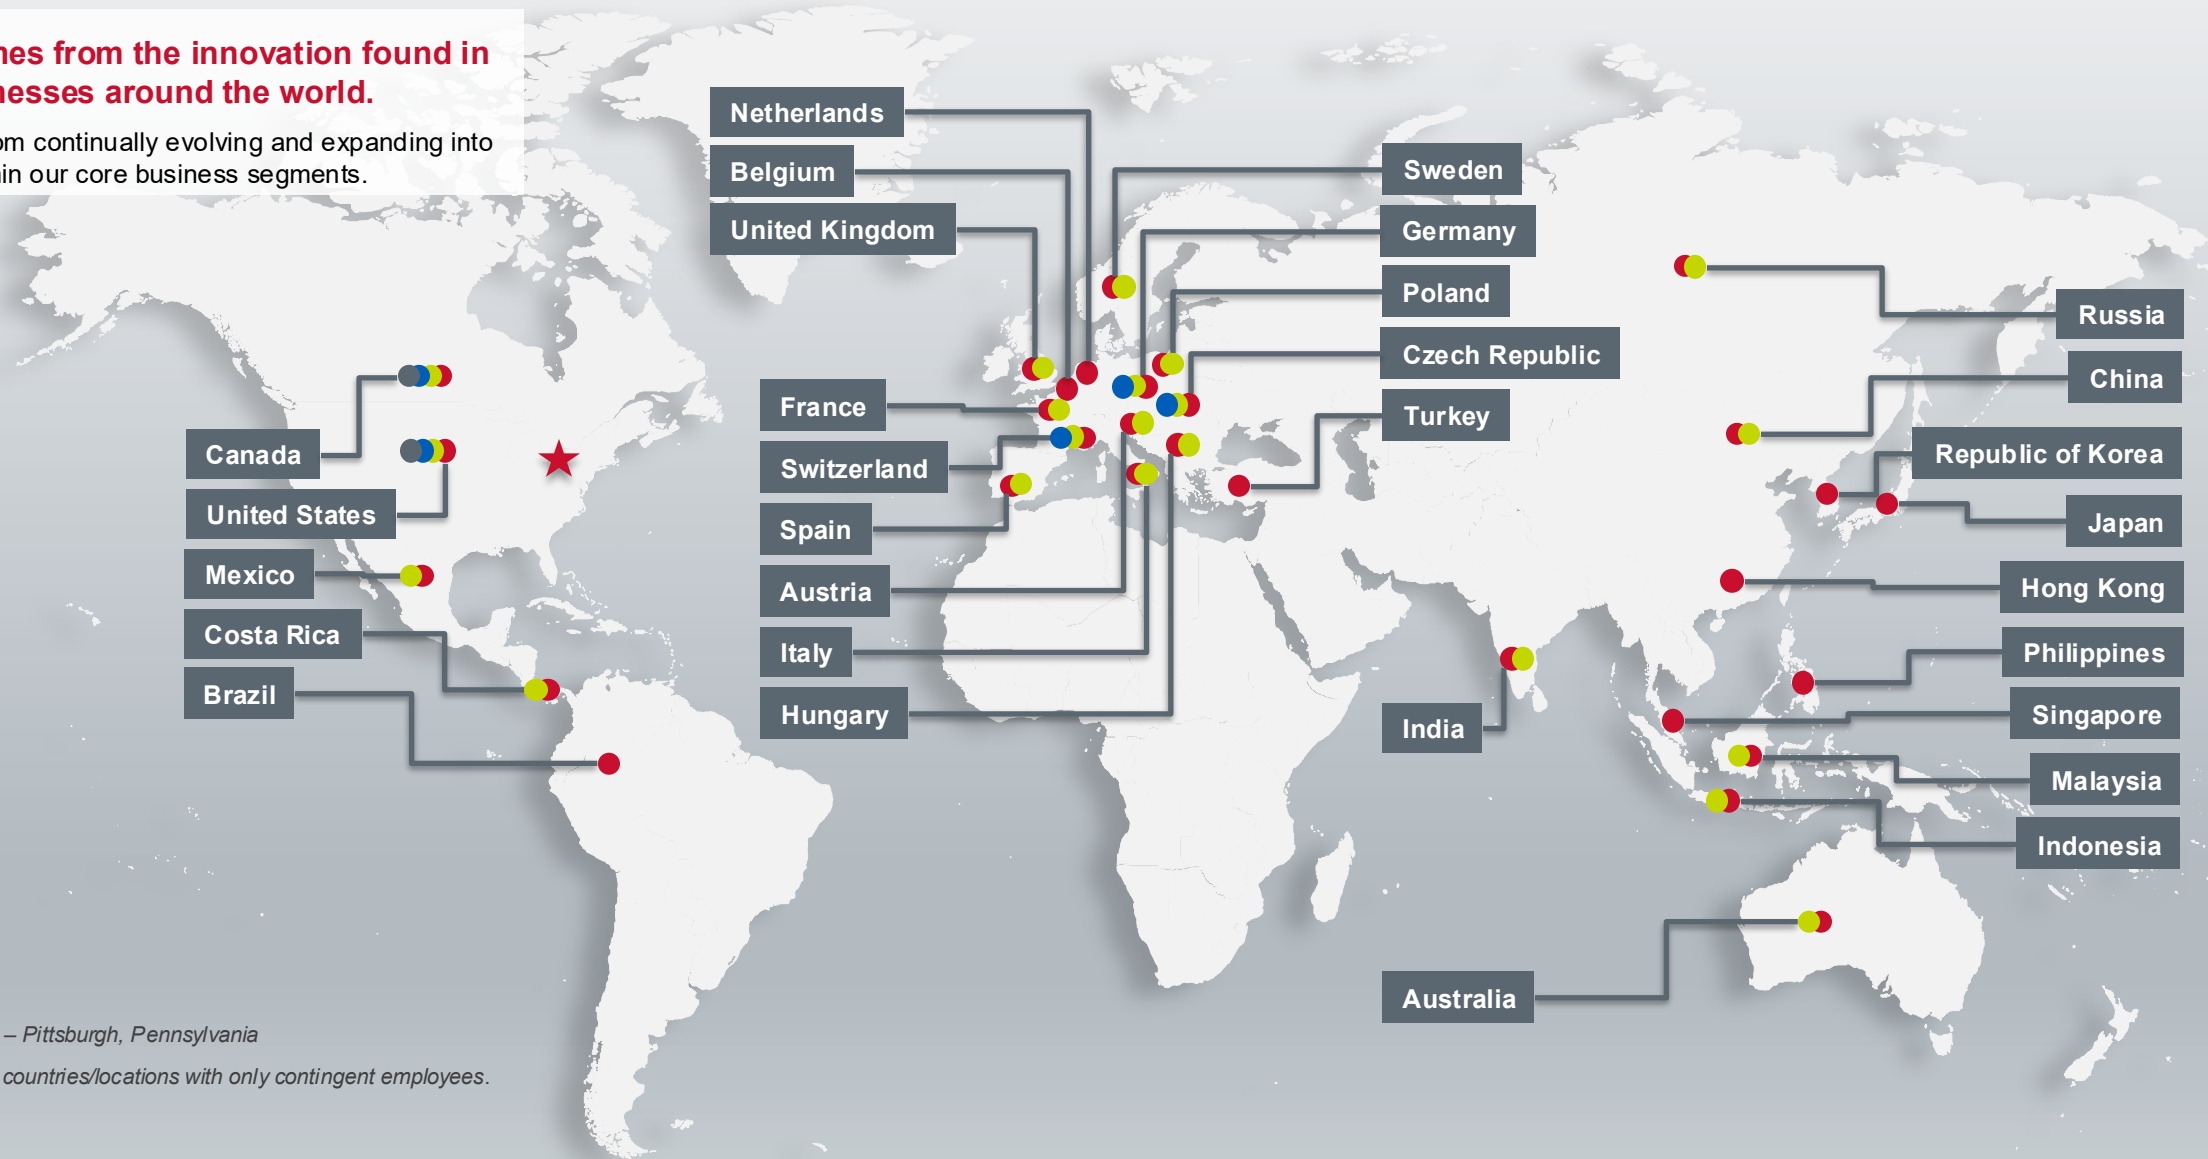 nes from the innovation found in
nesses around the world.
om continually evolving and expanding into
in our core business segments.
Netherlands
Belgium
United Kingdom
Sweden
Germany
Poland
Czech Republic
Turkey
France
Switzerland
Spain
Austria
Italy
Hungary
Canada
United States
Mexico
Costa Rica
Brazil
Russia
China
Republic of Korea
Japan
Hong Kong
Philippines
Singapore
Malaysia
Indonesia
India
Australia
– Pittsburgh, Pennsylvania
countries/locations with only contingent employees.